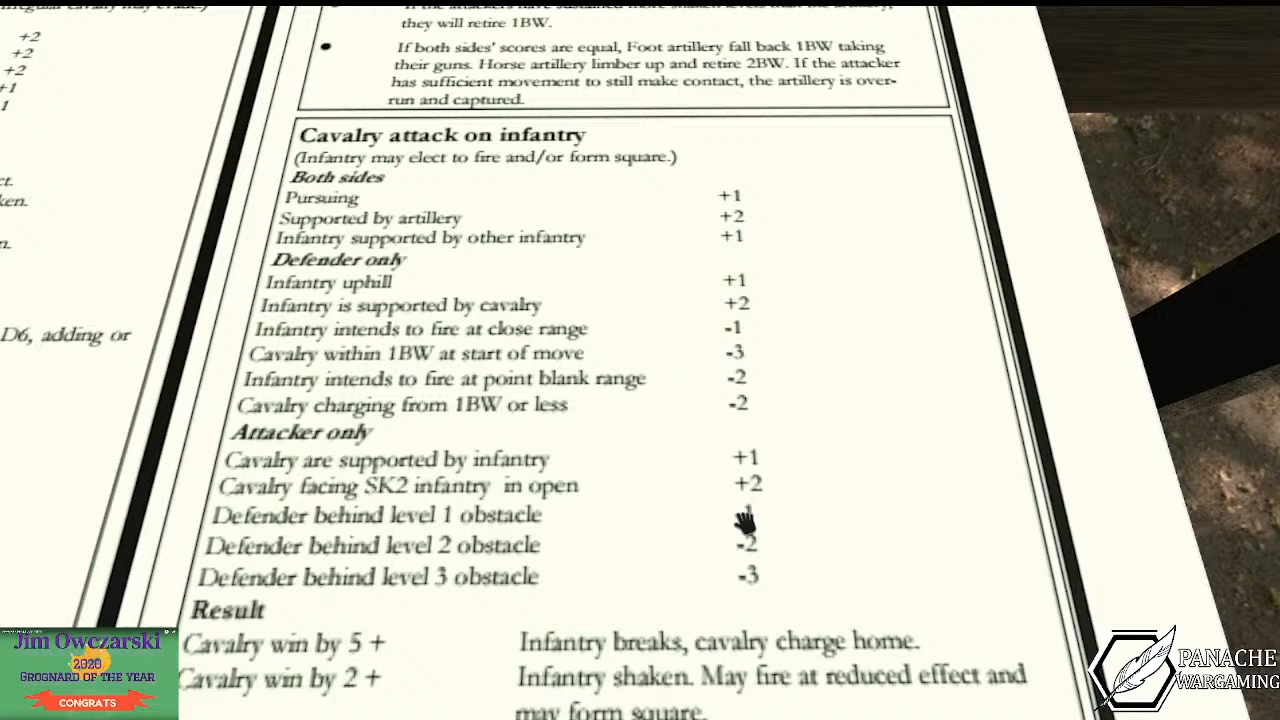 +2
+2
+2
+1
1
ct.
ken.
n.
D6, adding or
they will retire 1BW.
• If both sides' scores are equal, Foot artillery fall back 1BW taking
their guns. Horse artillery limber up and retire 2BW. If the attacker
has sufficient movement to still make contact, the artillery is over-
run and captured.
Cavalry attack on infantry
(Infantry may elect to fire and/or form square.)
Both sides
Pursuing +1
Supported by artillery +2
Infantry supported by other infantry +1
Defender only
Infantry uphill +1
Infantry is supported by cavalry +2
Infantry intends to fire at close range -1
Cavalry within 1BW at start of move -3
Infantry intends to fire at point blank range -2
Cavalry charging from 1BW or less -2
Attacker only
Cavalry are supported by infantry +1
Cavalry facing SK2 infantry in open +2
Defender behind level 1 obstacle
Defender behind level 2 obstacle -2
Defender behind level 3 obstacle -3
Result
Cavalry win by 5 + Infantry breaks, cavalry charge home.
Cavalry win by 2 + Infantry shaken. May fire at reduced effect and
may form square.
Jim Owczarski
2020
GROGNARD OF THE YEAR
CONGRATS
PANACHE
WARGAMING